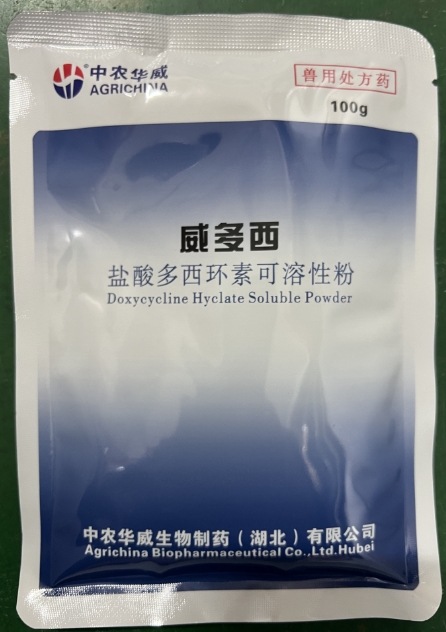 中农华威
AGRICHINA
兽用处方药
100g
威多西
盐酸多西环素可溶性粉
Doxycycline Hyclate Soluble Powder
中农华威生物制药（湖北）有限公司
Agrichina Biopharmaceutical Co.,Ltd.Hubei